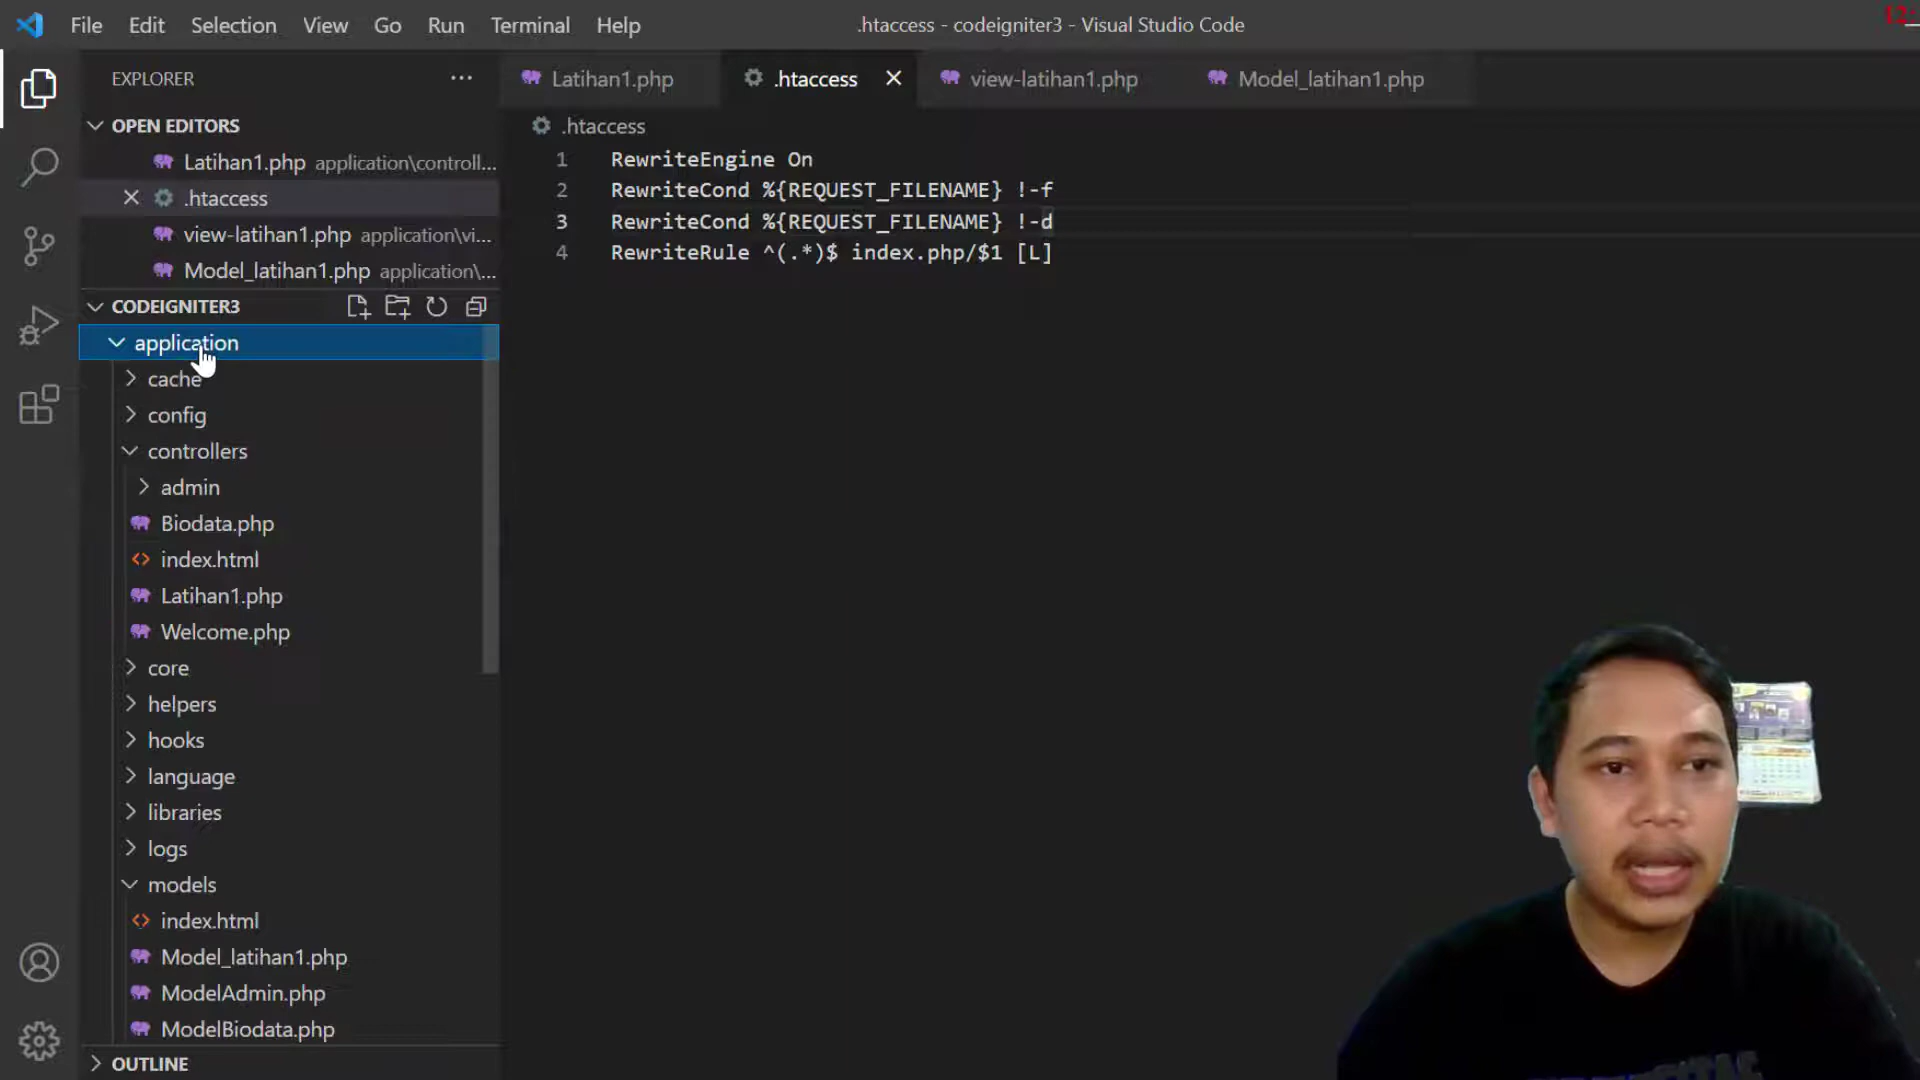 File Edit Selection View Go Run Terminal Help
.htaccess - codeigniter3 - Visual Studio Code
EXPLORER
Latihan1.php
.htaccess
view-latihan1.php
Model_latihan1.php
OPEN EDITORS
Latihan1.php application\controll...
.htaccess
view-latihan1.php application\vi...
Model_latihan1.php application\...
.htaccess
1 RewriteEngine On
2 RewriteCond %{REQUEST_FILENAME} !-f
3 RewriteCond %{REQUEST_FILENAME} !-d
4 RewriteRule ^(.*)$ index.php/$1 [L]
CODEIGNITER3
application
cache
config
controllers
admin
Biodata.php
index.html
Latihan1.php
Welcome.php
core
helpers
hooks
language
libraries
logs
models
index.html
Model_latihan1.php
ModelAdmin.php
ModelBiodata.php
OUTLINE